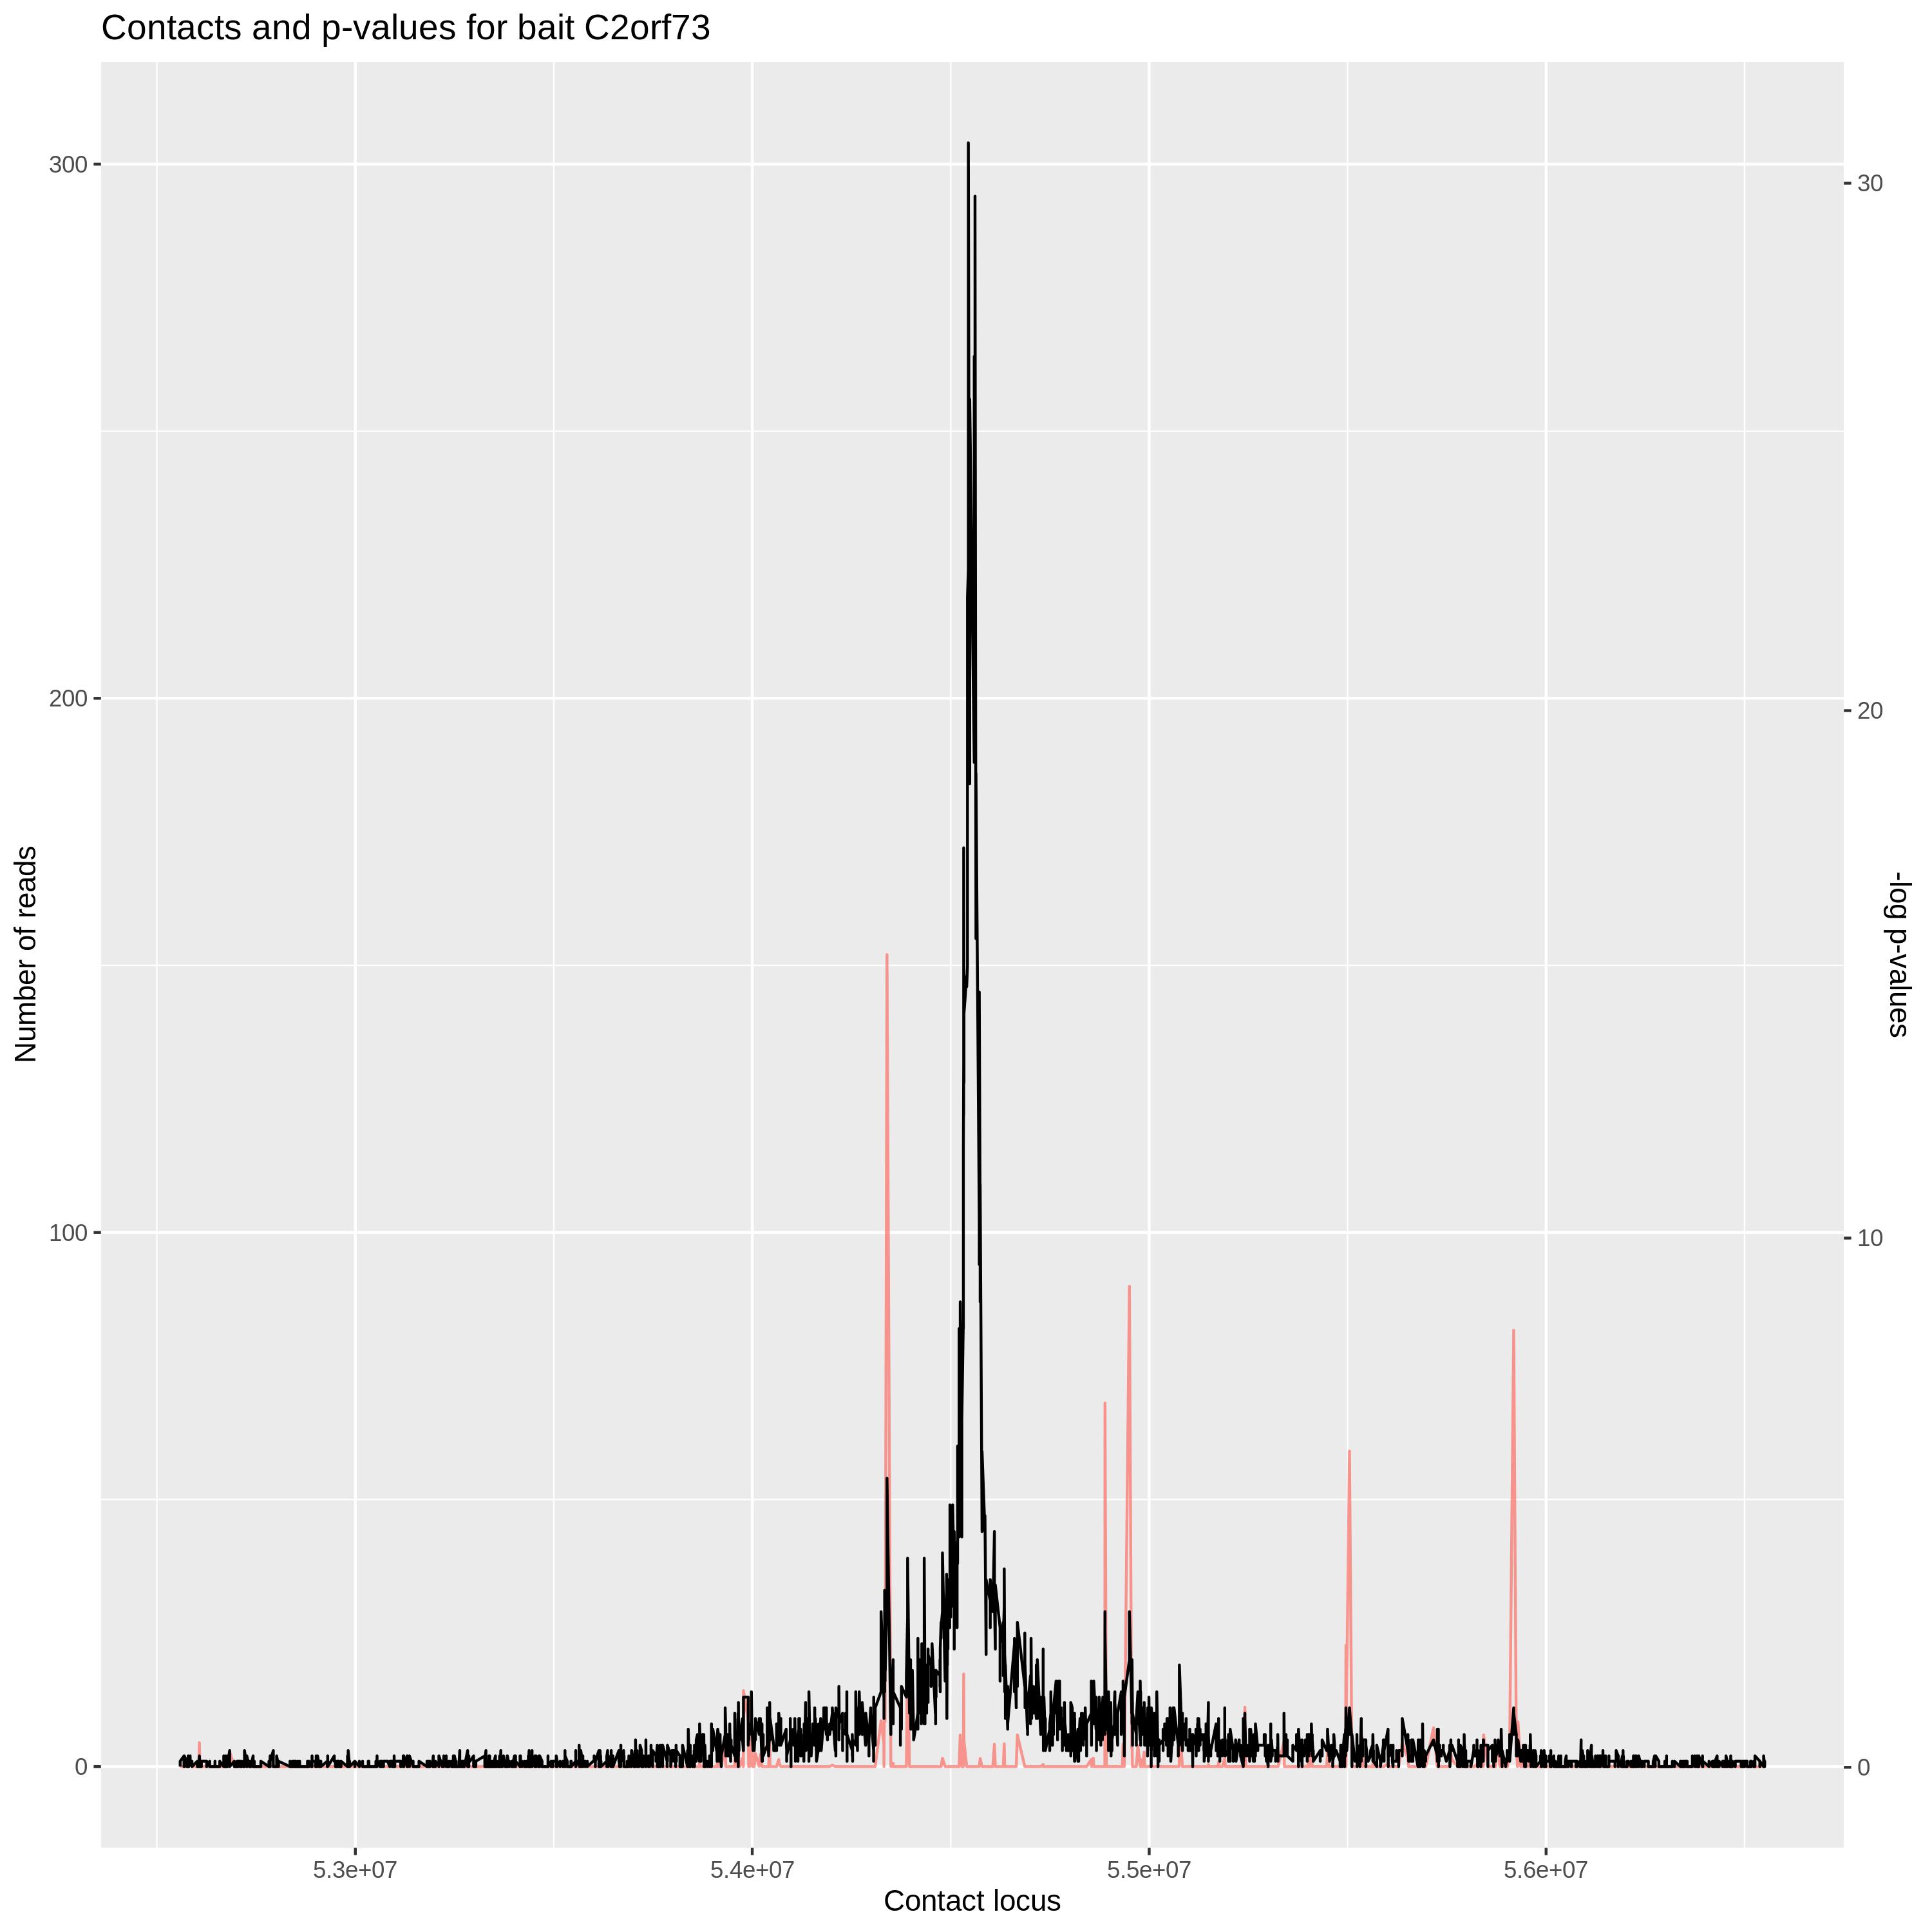 Contacts and p-values for bait C2orf73
300
200
100
0
Number of reads
30
20
10
0
-log p-values
5.3e+07
5.4e+07
5.5e+07
5.6e+07
Contact locus